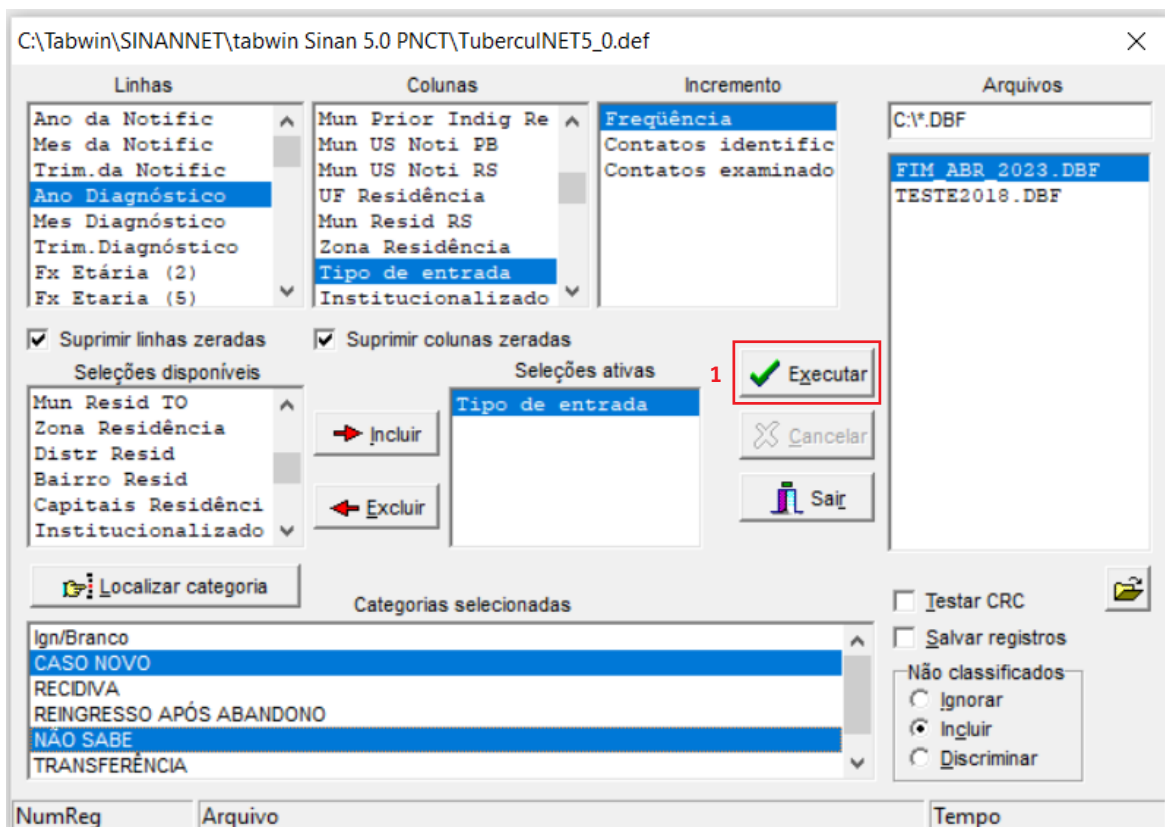 C:\Tabwin\SINANNET\tabwin Sinan 5.0 PNCT\TuberculNET5_0.def
Linhas
Ano da Notific
Mes da Notific
Trim.da Notific
Ano Diagnóstico
Mes Diagnóstico
Trim.Diagnóstico
Fx Etária (2)
Fx Etaria (5)
Colunas
Mun Prior Indig Re
Mun US Noti PB
Mun US Noti RS
UF Residência
Mun Resid RS
Zona Residência
Tipo de entrada
Institucionalizado
Incremento
Freqüência
Contatos identific
Contatos examinado
Arquivos
C:\*.DBF
FIM_ABR_2023.DBF
TESTE2018.DBF
Suprimir linhas zeradas
Suprimir colunas zeradas
Seleções disponíveis
Mun Resid TO
Zona Residência
Distr Resid
Bairro Resid
Capitais Residênci
Institucionalizado
Incluir
Excluir
Seleções ativas
Tipo de entrada
1
Executar
Cancelar
Sair
Localizar categoria
Categorias selecionadas
Ign/Branco
CASO NOVO
RECIDIVA
REINGRESSO APÓS ABANDONO
NÃO SABE
TRANSFERÊNCIA
Testar CRC
Salvar registros
Não classificados
Ignorar
Incluir
Discriminar
NumReg
Arquivo
Tempo